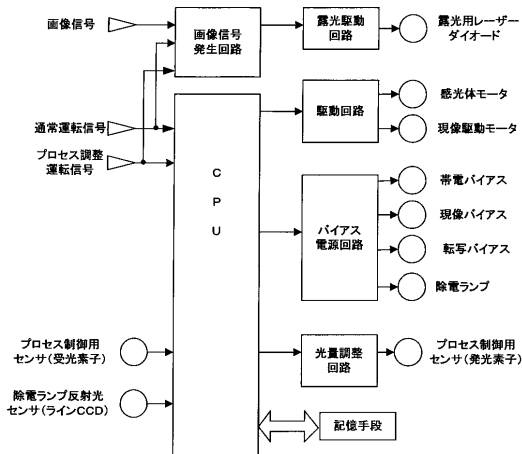 画像信号
画像信号
発生回路
露光駆動
回路
露光用レーザー
ダイオード
通常運転信号
プロセス調整
運転信号
CPU
駆動回路
感光体モータ
現像駆動モータ
バイアス
電源回路
帯電バイアス
現像バイアス
転写バイアス
除電ランプ
プロセス制御用
センサ(受光素子)
光量調整
回路
プロセス制御用
センサ(発光素子)
除電ランプ反射光
センサ(ラインCCD)
記憶手段